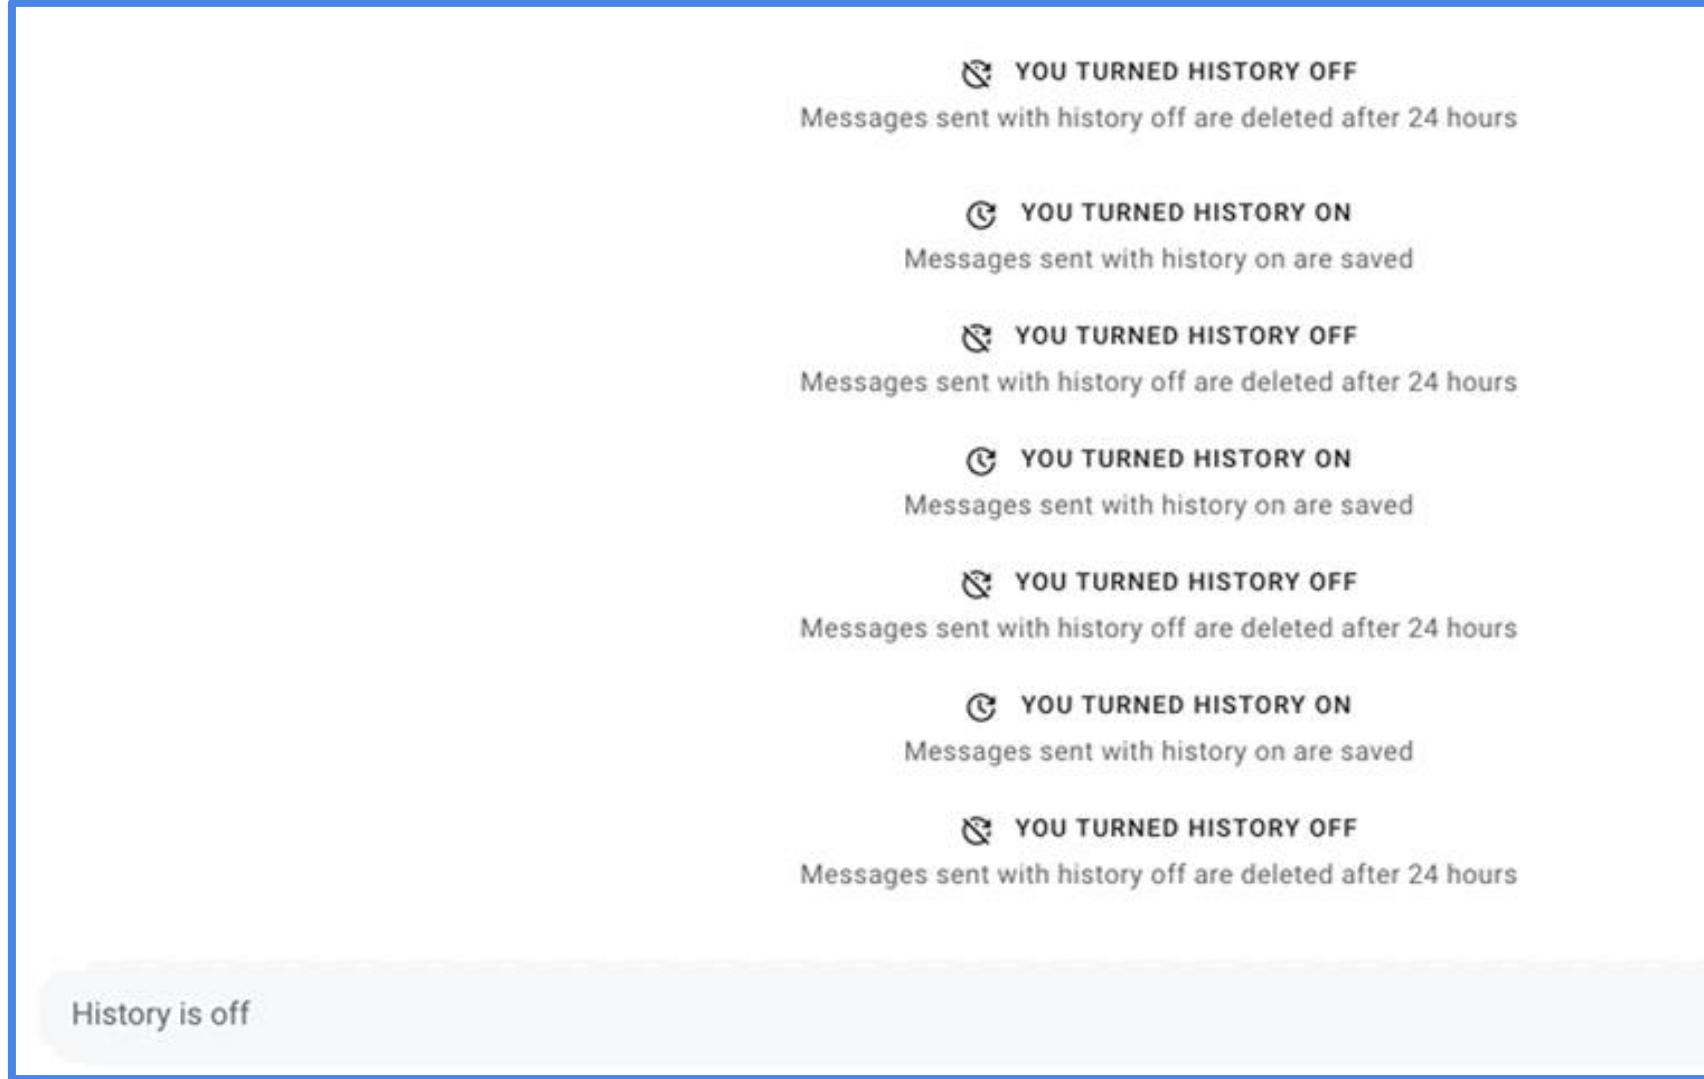 YOU TURNED HISTORY OFF
Messages sent with history off are deleted after 24 hours
YOU TURNED HISTORY ON
Messages sent with history on are saved
YOU TURNED HISTORY OFF
Messages sent with history off are deleted after 24 hours
YOU TURNED HISTORY ON
Messages sent with history on are saved
YOU TURNED HISTORY OFF
Messages sent with history off are deleted after 24 hours
YOU TURNED HISTORY ON
Messages sent with history on are saved
YOU TURNED HISTORY OFF
Messages sent with history off are deleted after 24 hours
History is off